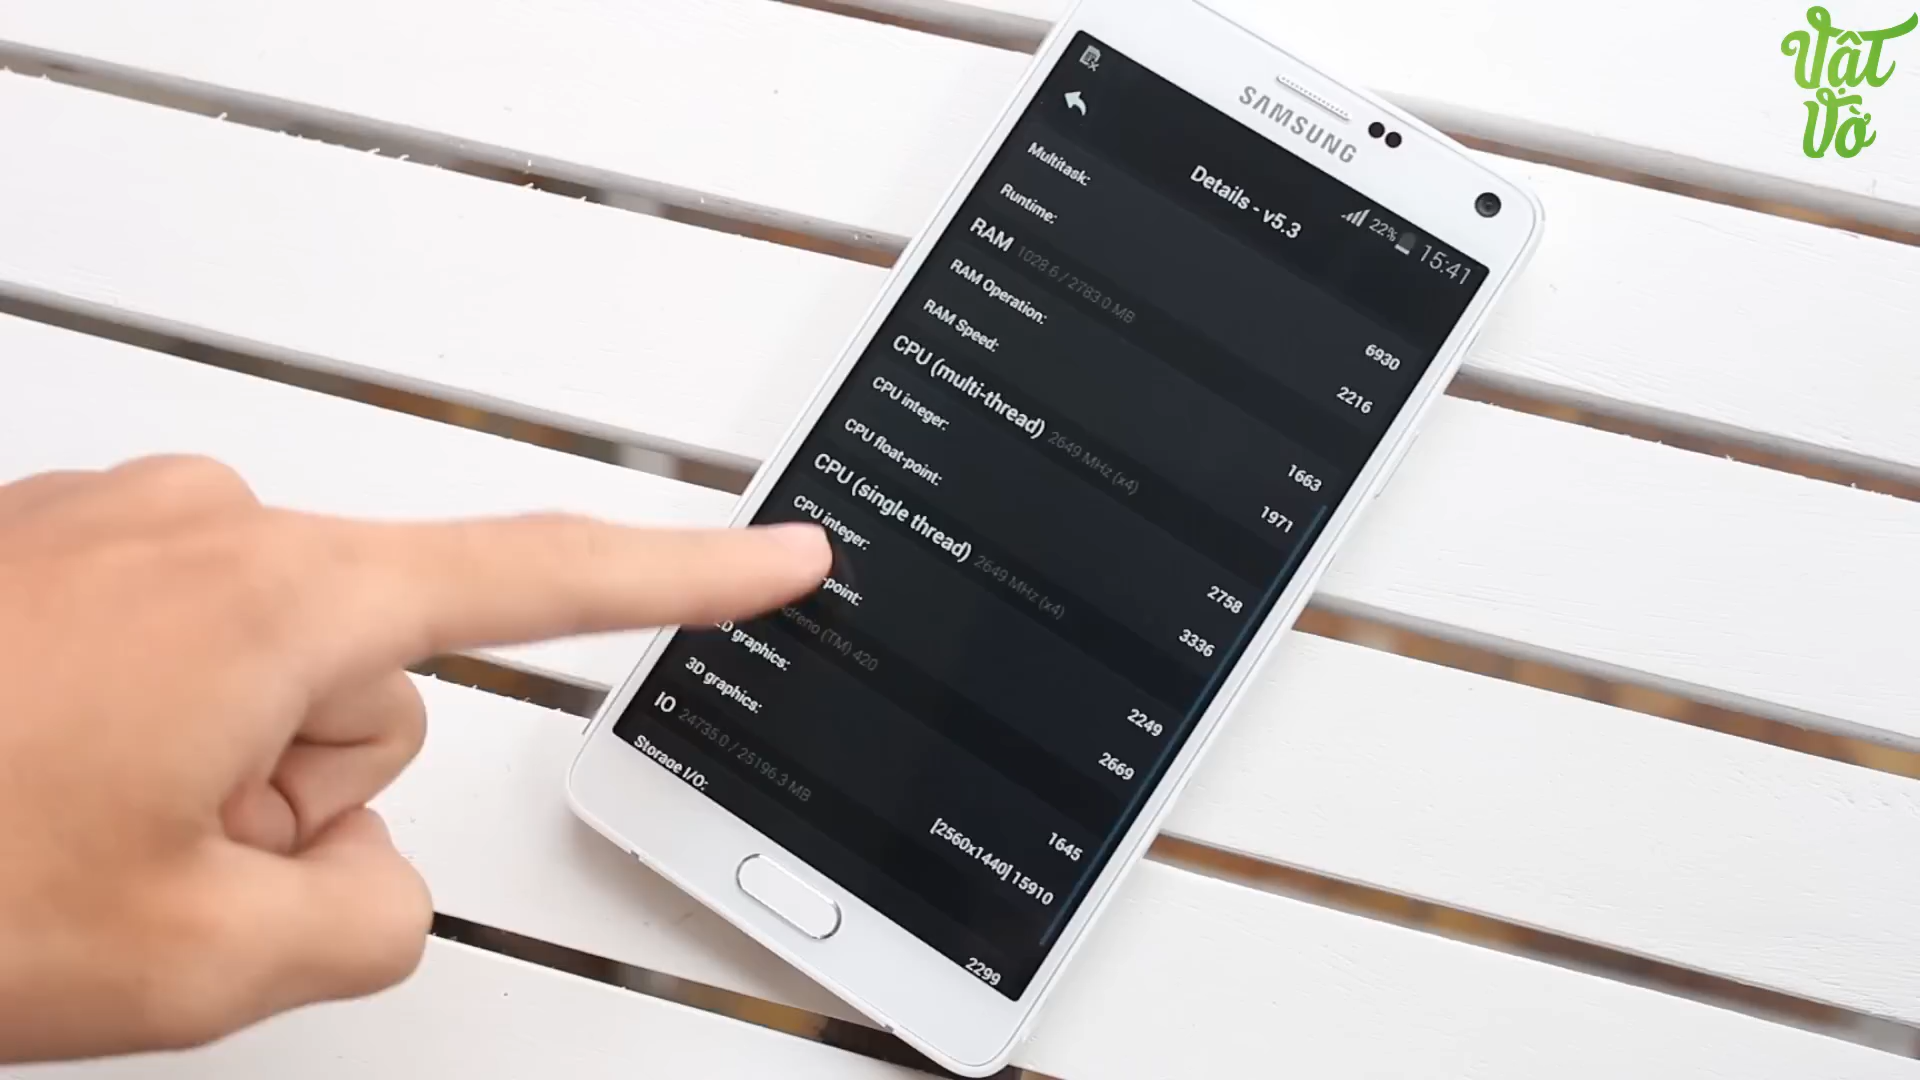 Vật
Vờ
SAMSUNG
22% 15:41
Details - v5.3
Multitask: 6930
Runtime: 2216
RAM 1028.6 / 2783.0 MB
RAM Operation: 1663
RAM Speed: 1971
CPU (multi-thread) 2649 MHz (x4)
CPU integer: 2758
CPU float-point: 3336
CPU (single thread) 2649 MHz (x4)
CPU integer: 2249
-point: 2669
Adreno (TM) 420
2D graphics: 1645
3D graphics: [2560x1440] 15910
IO 24735.0 / 25196.3 MB
Storage I/O: 2299